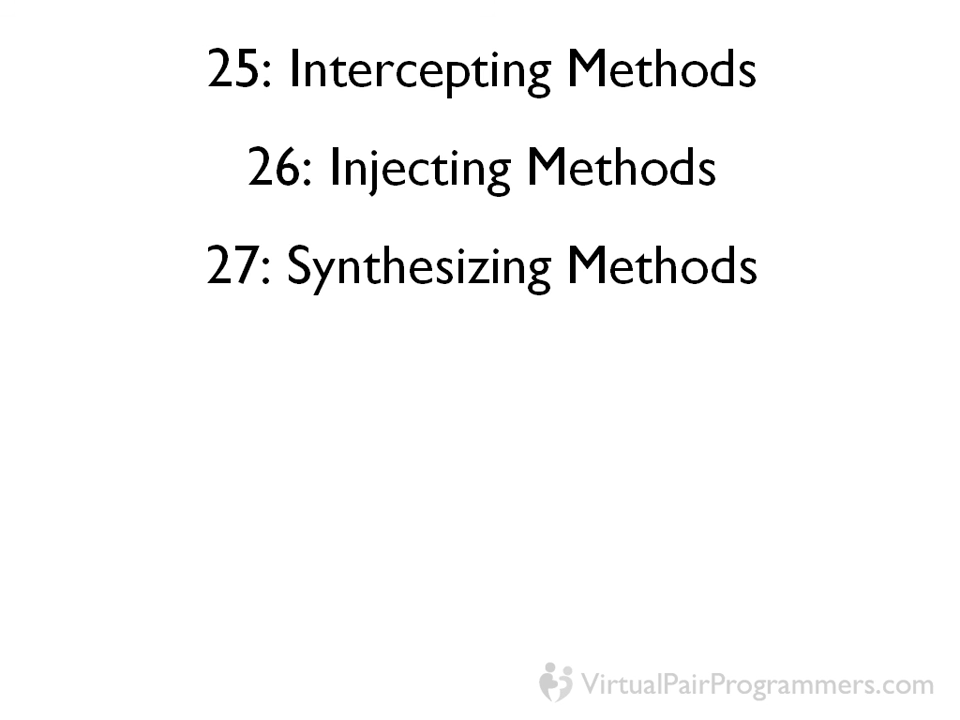 25: Intercepting Methods
26: Injecting Methods
27: Synthesizing Methods
VirtualPairProgrammers.com